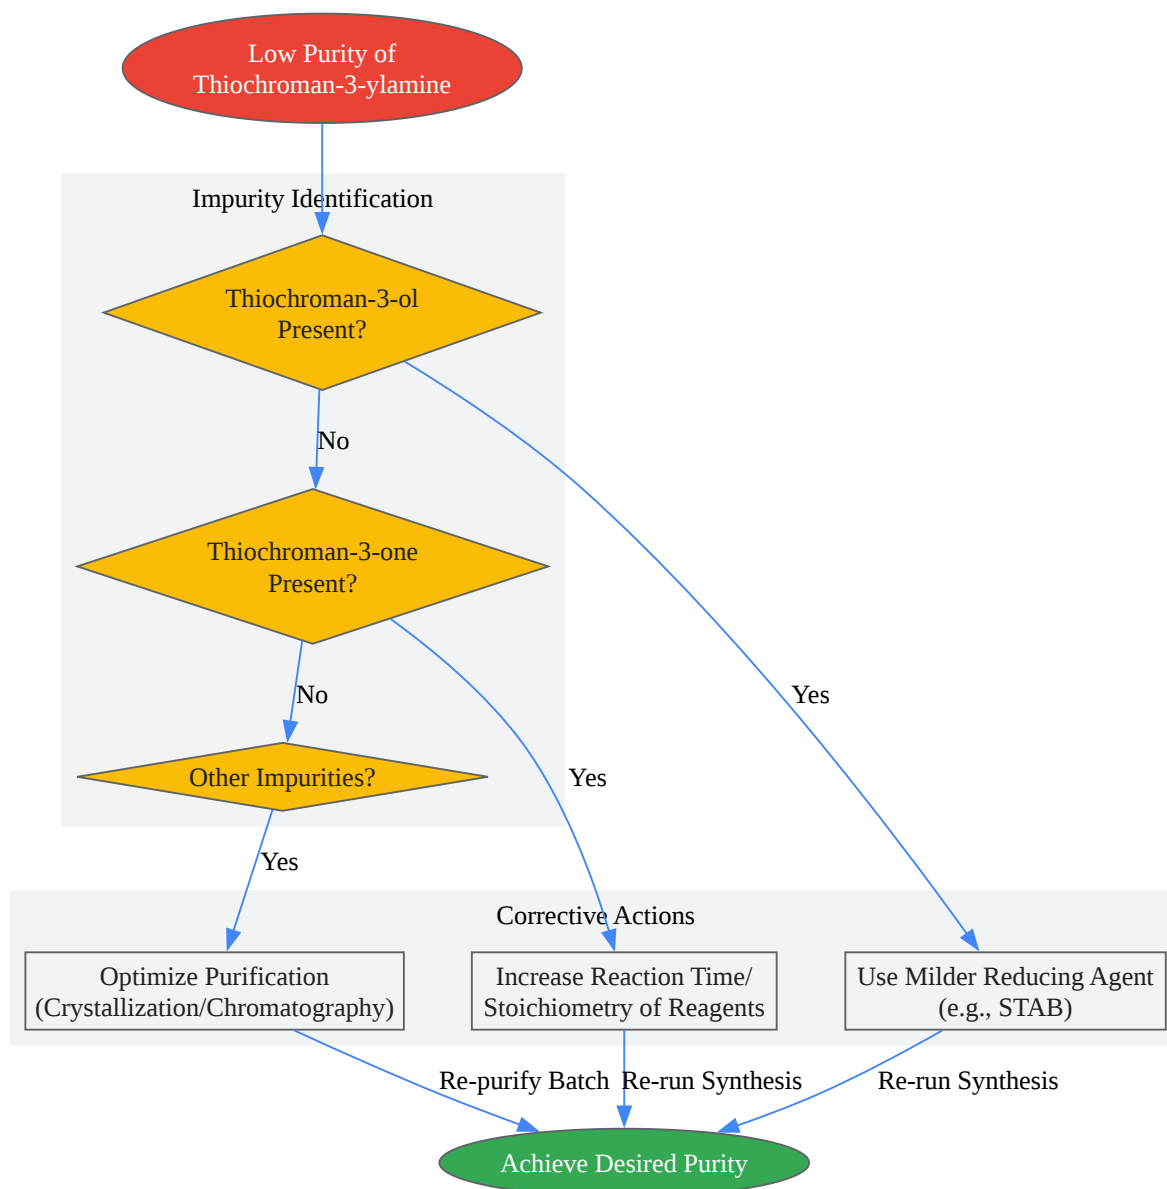 Low Purity of
Thiochroman-3-ylamine
Impurity Identification
Thiochroman-3-ol
Present?
No
Thiochroman-3-one
Present?
No
Yes
Other Impurities?
Yes
Yes
Corrective Actions
Optimize Purification
(Crystallization/Chromatography)
Increase Reaction Time/
Stoichiometry of Reagents
Use Milder Reducing Agent
(e.g., STAB)
Re-purify Batch
Re-run Synthesis
Re-run Synthesis
Achieve Desired Purity